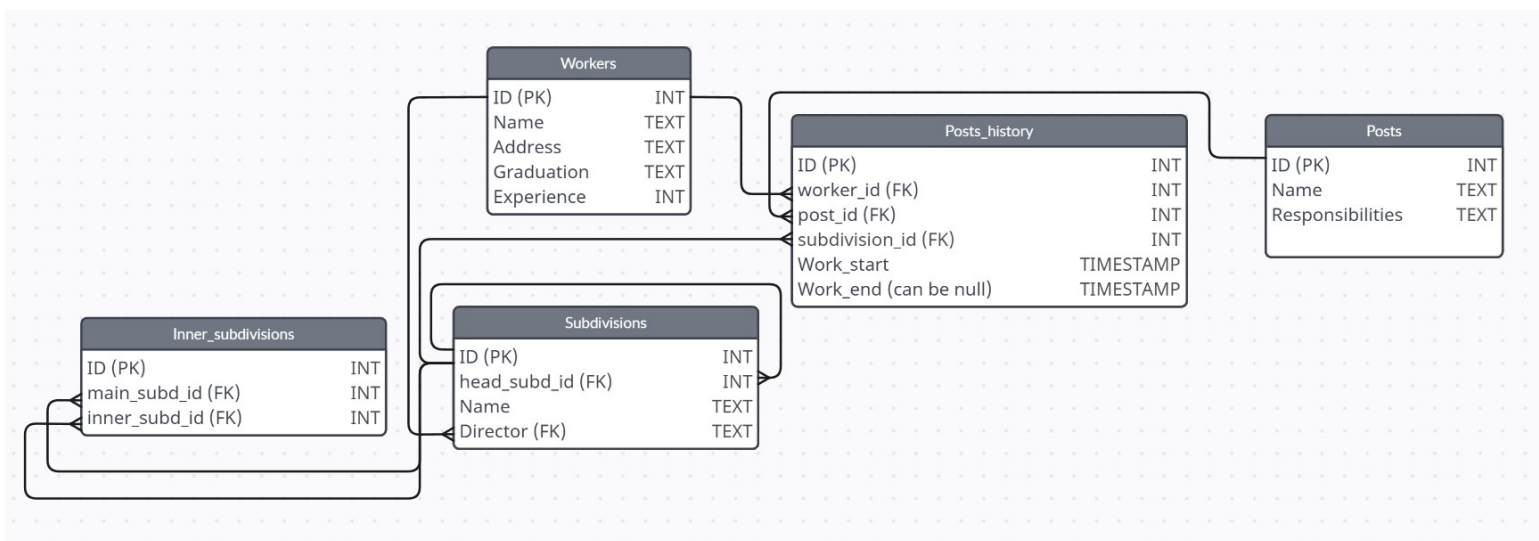 Workers
ID (PK) INT
Name TEXT
Address TEXT
Graduation TEXT
Experience INT
Posts_history
ID (PK) INT
worker_id (FK) INT
post_id (FK) INT
subdivision_id (FK) INT
Work_start TIMESTAMP
Work_end (can be null) TIMESTAMP
Posts
ID (PK) INT
Name TEXT
Responsibilities TEXT
Inner_subdivisions
ID (PK) INT
main_subd_id (FK) INT
inner_subd_id (FK) INT
Subdivisions
ID (PK) INT
head_subd_id (FK) INT
Name TEXT
Director (FK) TEXT